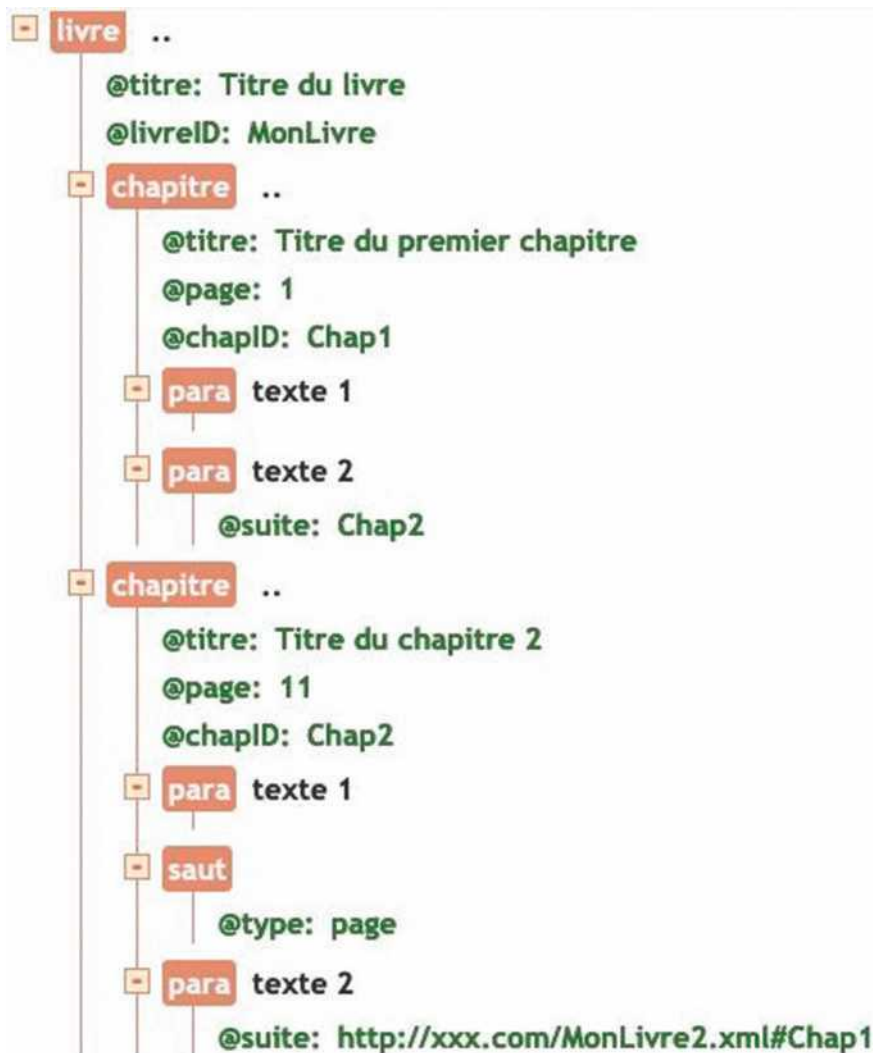 livre ..
@titre: Titre du livre
@livreID: MonLivre
chapitre ..
@titre: Titre du premier chapitre
@page: 1
@chapID: Chap1
para texte 1
para texte 2
@suite: Chap2
chapitre ..
@titre: Titre du chapitre 2
@page: 11
@chapID: Chap2
para texte 1
saut
@type: page
para texte 2
@suite: http://xxx.com/MonLivre2.xml#Chap1